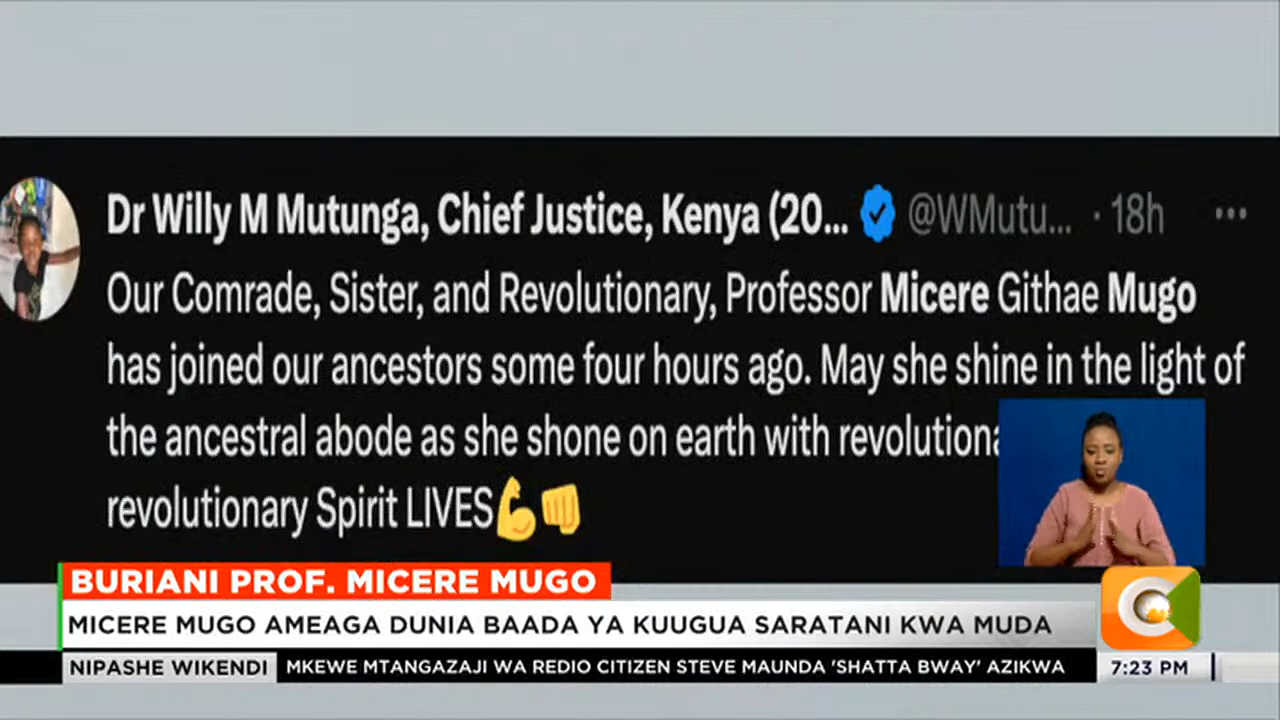 Dr Willy M Mutunga, Chief Justice, Kenya (20... @WMutu... · 18h ...
Our Comrade, Sister, and Revolutionary, Professor Micere Githae Mugo
has joined our ancestors some four hours ago. May she shine in the light of
the ancestral abode as she shone on earth with
revolutionary Spirit LIVES💪👊
BURIANI PROF. MICERE MUGO
MICERE MUGO AMEAGA DUNIA BAADA YA KUUGUA SARATANI KWA MUDA
NIPASHE WIKENDI MKEWE MTANGAZAJI WA REDIO CITIZEN STEVE MAUNDA 'SHATTA BWAY' AZIKWA 7:23 PM